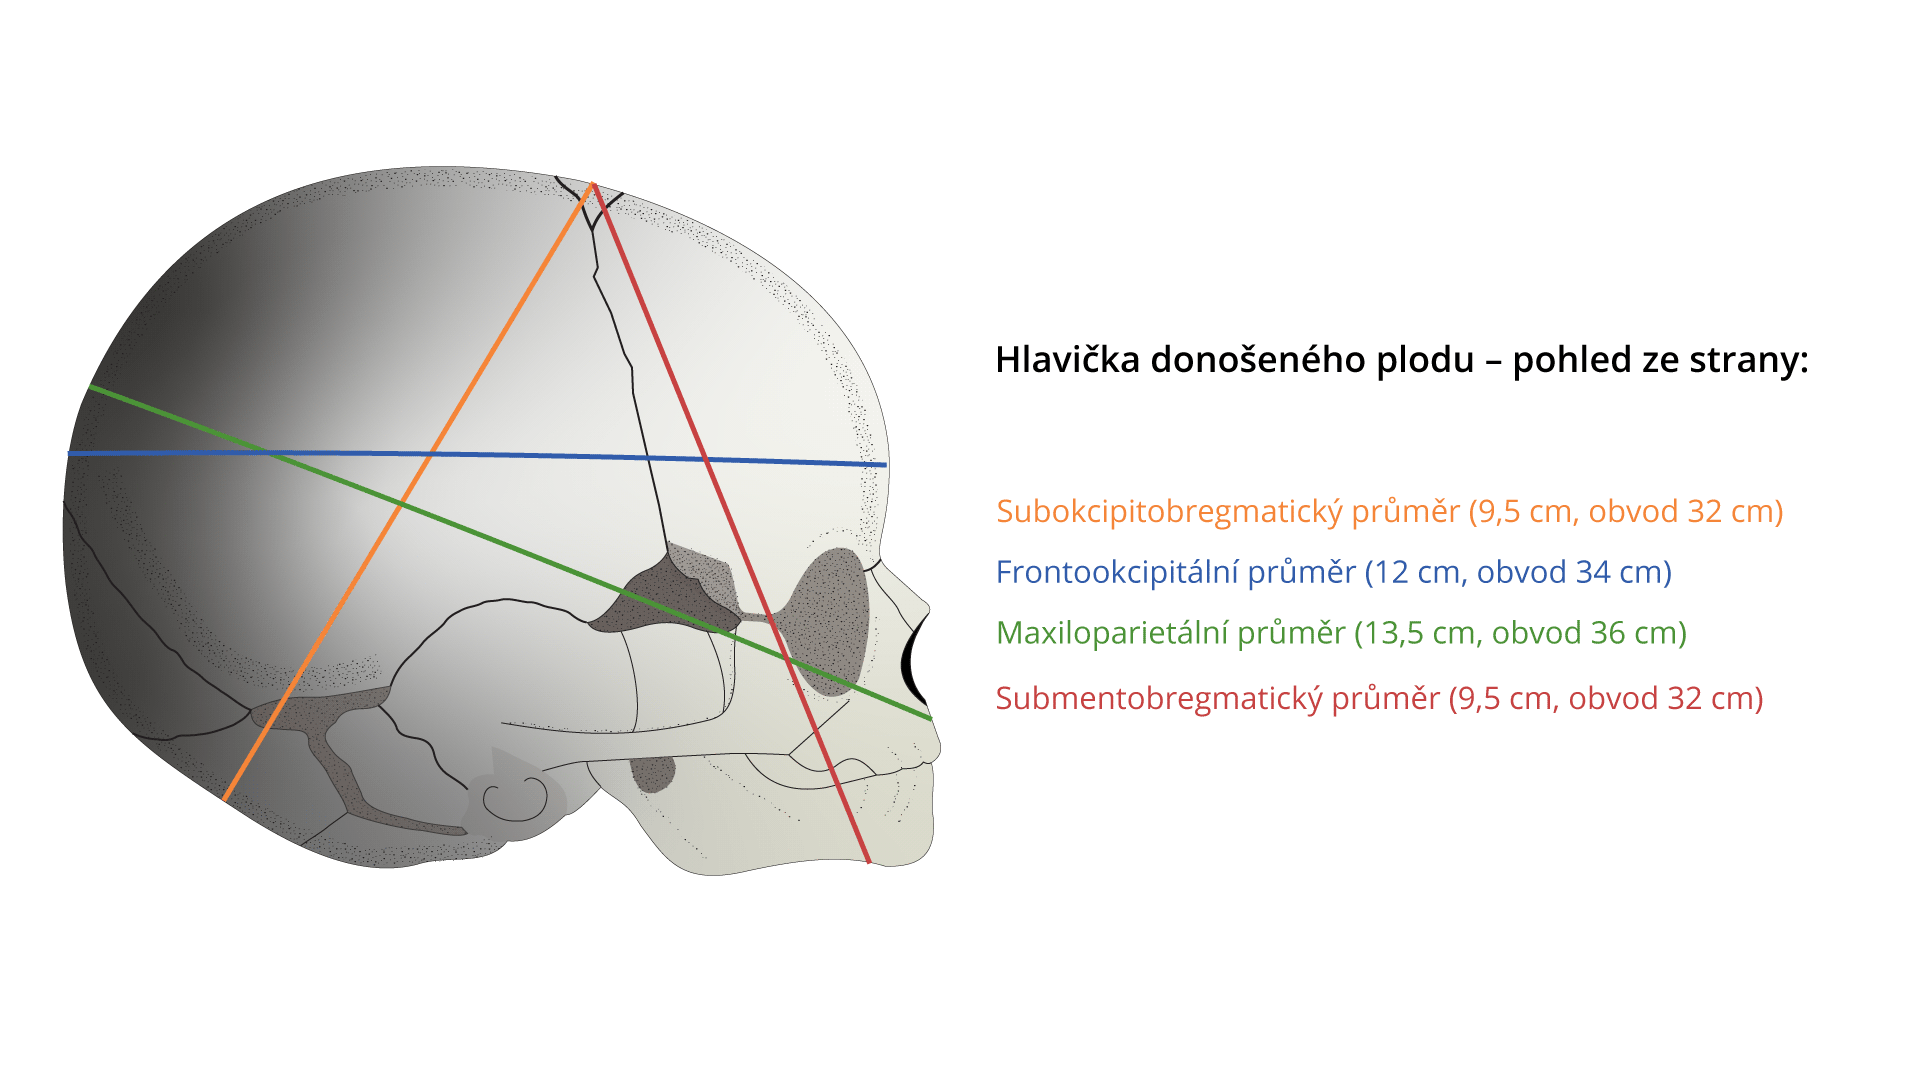 Hlavička donošeného plodu – pohled ze strany:
Subokcipitobregmatický průměr (9,5 cm, obvod 32 cm)
Frontookcipitální průměr (12 cm, obvod 34 cm)
Maxiloparietální průměr (13,5 cm, obvod 36 cm)
Submentobregmatický průměr (9,5 cm, obvod 32 cm)